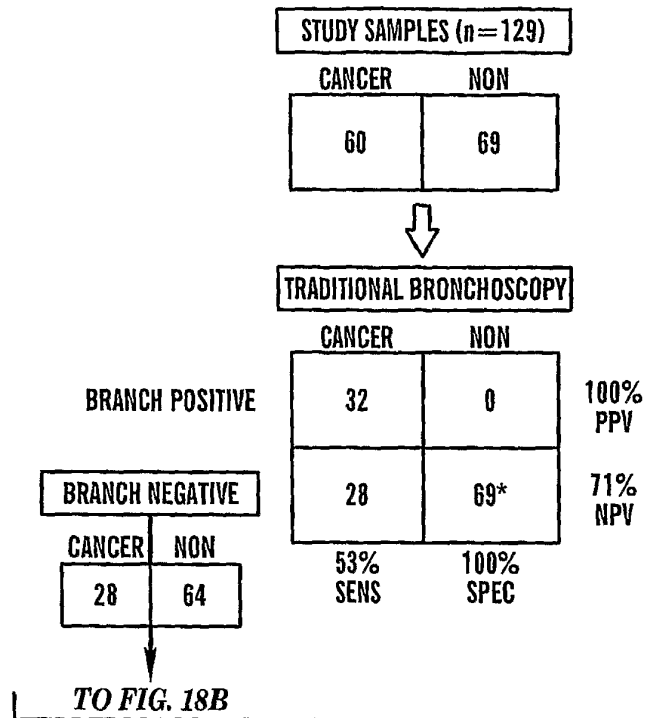 STUDY SAMPLES (n=129)
CANCER NON
60 69
TRADITIONAL BRONCHOSCOPY
CANCER NON
BRANCH POSITIVE 32 0 100% PPV
BRANCH NEGATIVE 28 69* 71% NPV
53% SENS 100% SPEC
CANCER NON
28 64
TO FIG. 18B